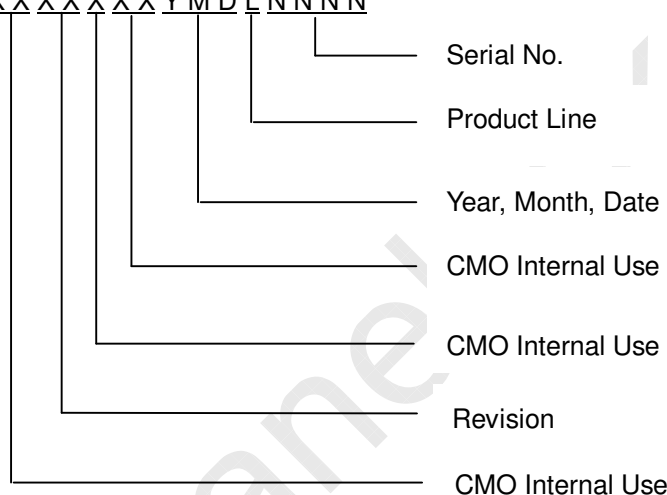 X X X X X X Y M D L N N N N
Serial No.
Product Line
Year, Month, Date
CMO Internal Use
CMO Internal Use
Revision
CMO Internal Use